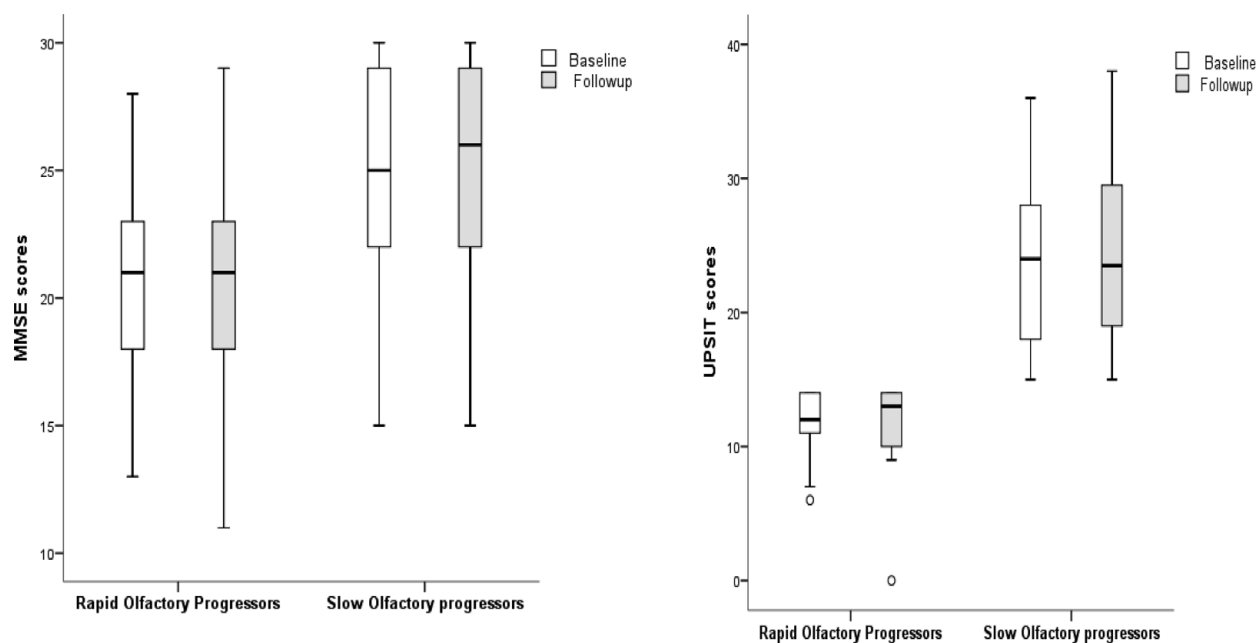 MMSE scores
30
25
20
15
10
Baseline
Followup
Rapid Olfactory Progressors
Slow Olfactory progressors
UPSIT scores
40
30
20
10
0
Baseline
Followup
Rapid Olfactory Progressors
Slow Olfactory progressors